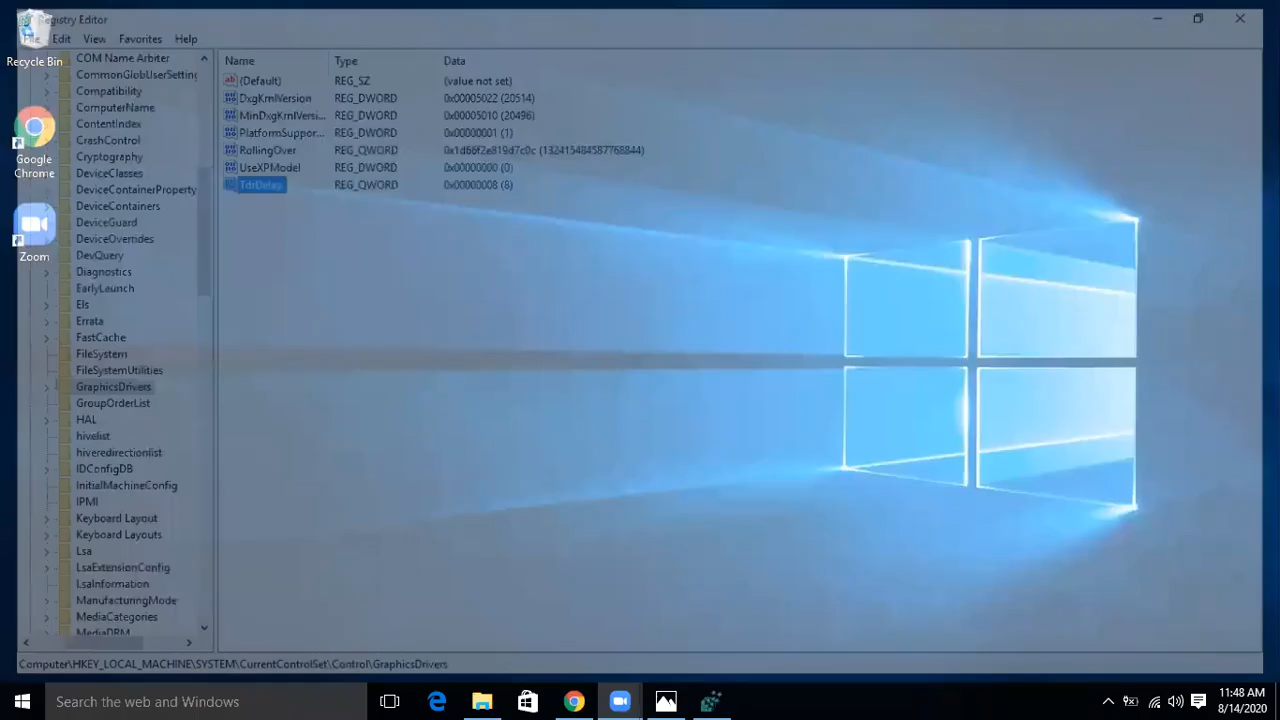 Registry Editor
File Edit View Favorites Help
Recycle Bin
Google
Chrome
Zoom
COM Name Arbiter
CommonGlobUserSetting
Compatibility
ComputerName
ContentIndex
CrashControl
Cryptography
DeviceClasses
DeviceContainerProperty
DeviceContainers
DeviceGuard
DeviceOverrides
DevQuery
Diagnostics
EarlyLaunch
Els
Errata
FastCache
FileSystem
FileSystemUtilities
GraphicsDrivers
GroupOrderList
HAL
hivelist
hiveredirectionlist
IDConfigDB
InitialMachineConfig
IPMI
Keyboard Layout
Keyboard Layouts
Lsa
LsaExtensionConfig
LsaInformation
ManufacturingMode
MediaCategories
MediaDRM
Name Type Data
(Default) REG_SZ (value not set)
DxgKrnlVersion REG_DWORD 0x00005022 (20514)
MinDxgKrnlVersi... REG_DWORD 0x00005010 (20496)
PlatformSuppor... REG_DWORD 0x00000001 (1)
RollingOver REG_QWORD 0x1d66f2e819d7c0c (132415484587768844)
UseXPModel REG_DWORD 0x00000000 (0)
TdrDelay REG_QWORD 0x00000008 (8)
Computer\HKEY_LOCAL_MACHINE\SYSTEM\CurrentControlSet\Control\GraphicsDrivers
Search the web and Windows
11:48 AM
8/14/2020